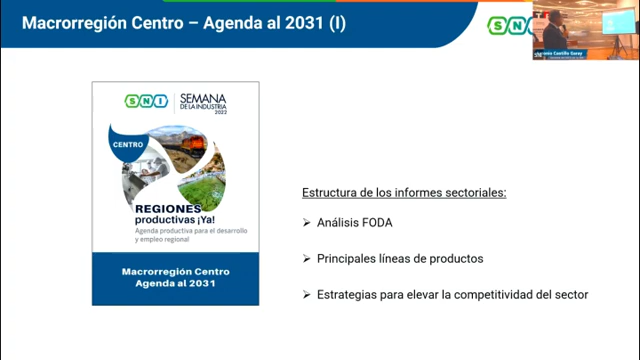 Macrorregión Centro – Agenda al 2031 (I)
SNI
SNI
SEMANA
DE LA INDUSTRIA
2022
CENTRO
REGIONES
productivas ¡Ya!
Agenda productiva para el desarrollo
y empleo regional
Macrorregión Centro
Agenda al 2031
Estructura de los informes sectoriales:
➢ Análisis FODA
➢ Principales líneas de productos
➢ Estrategias para elevar la competitividad del sector
Castillo Garay